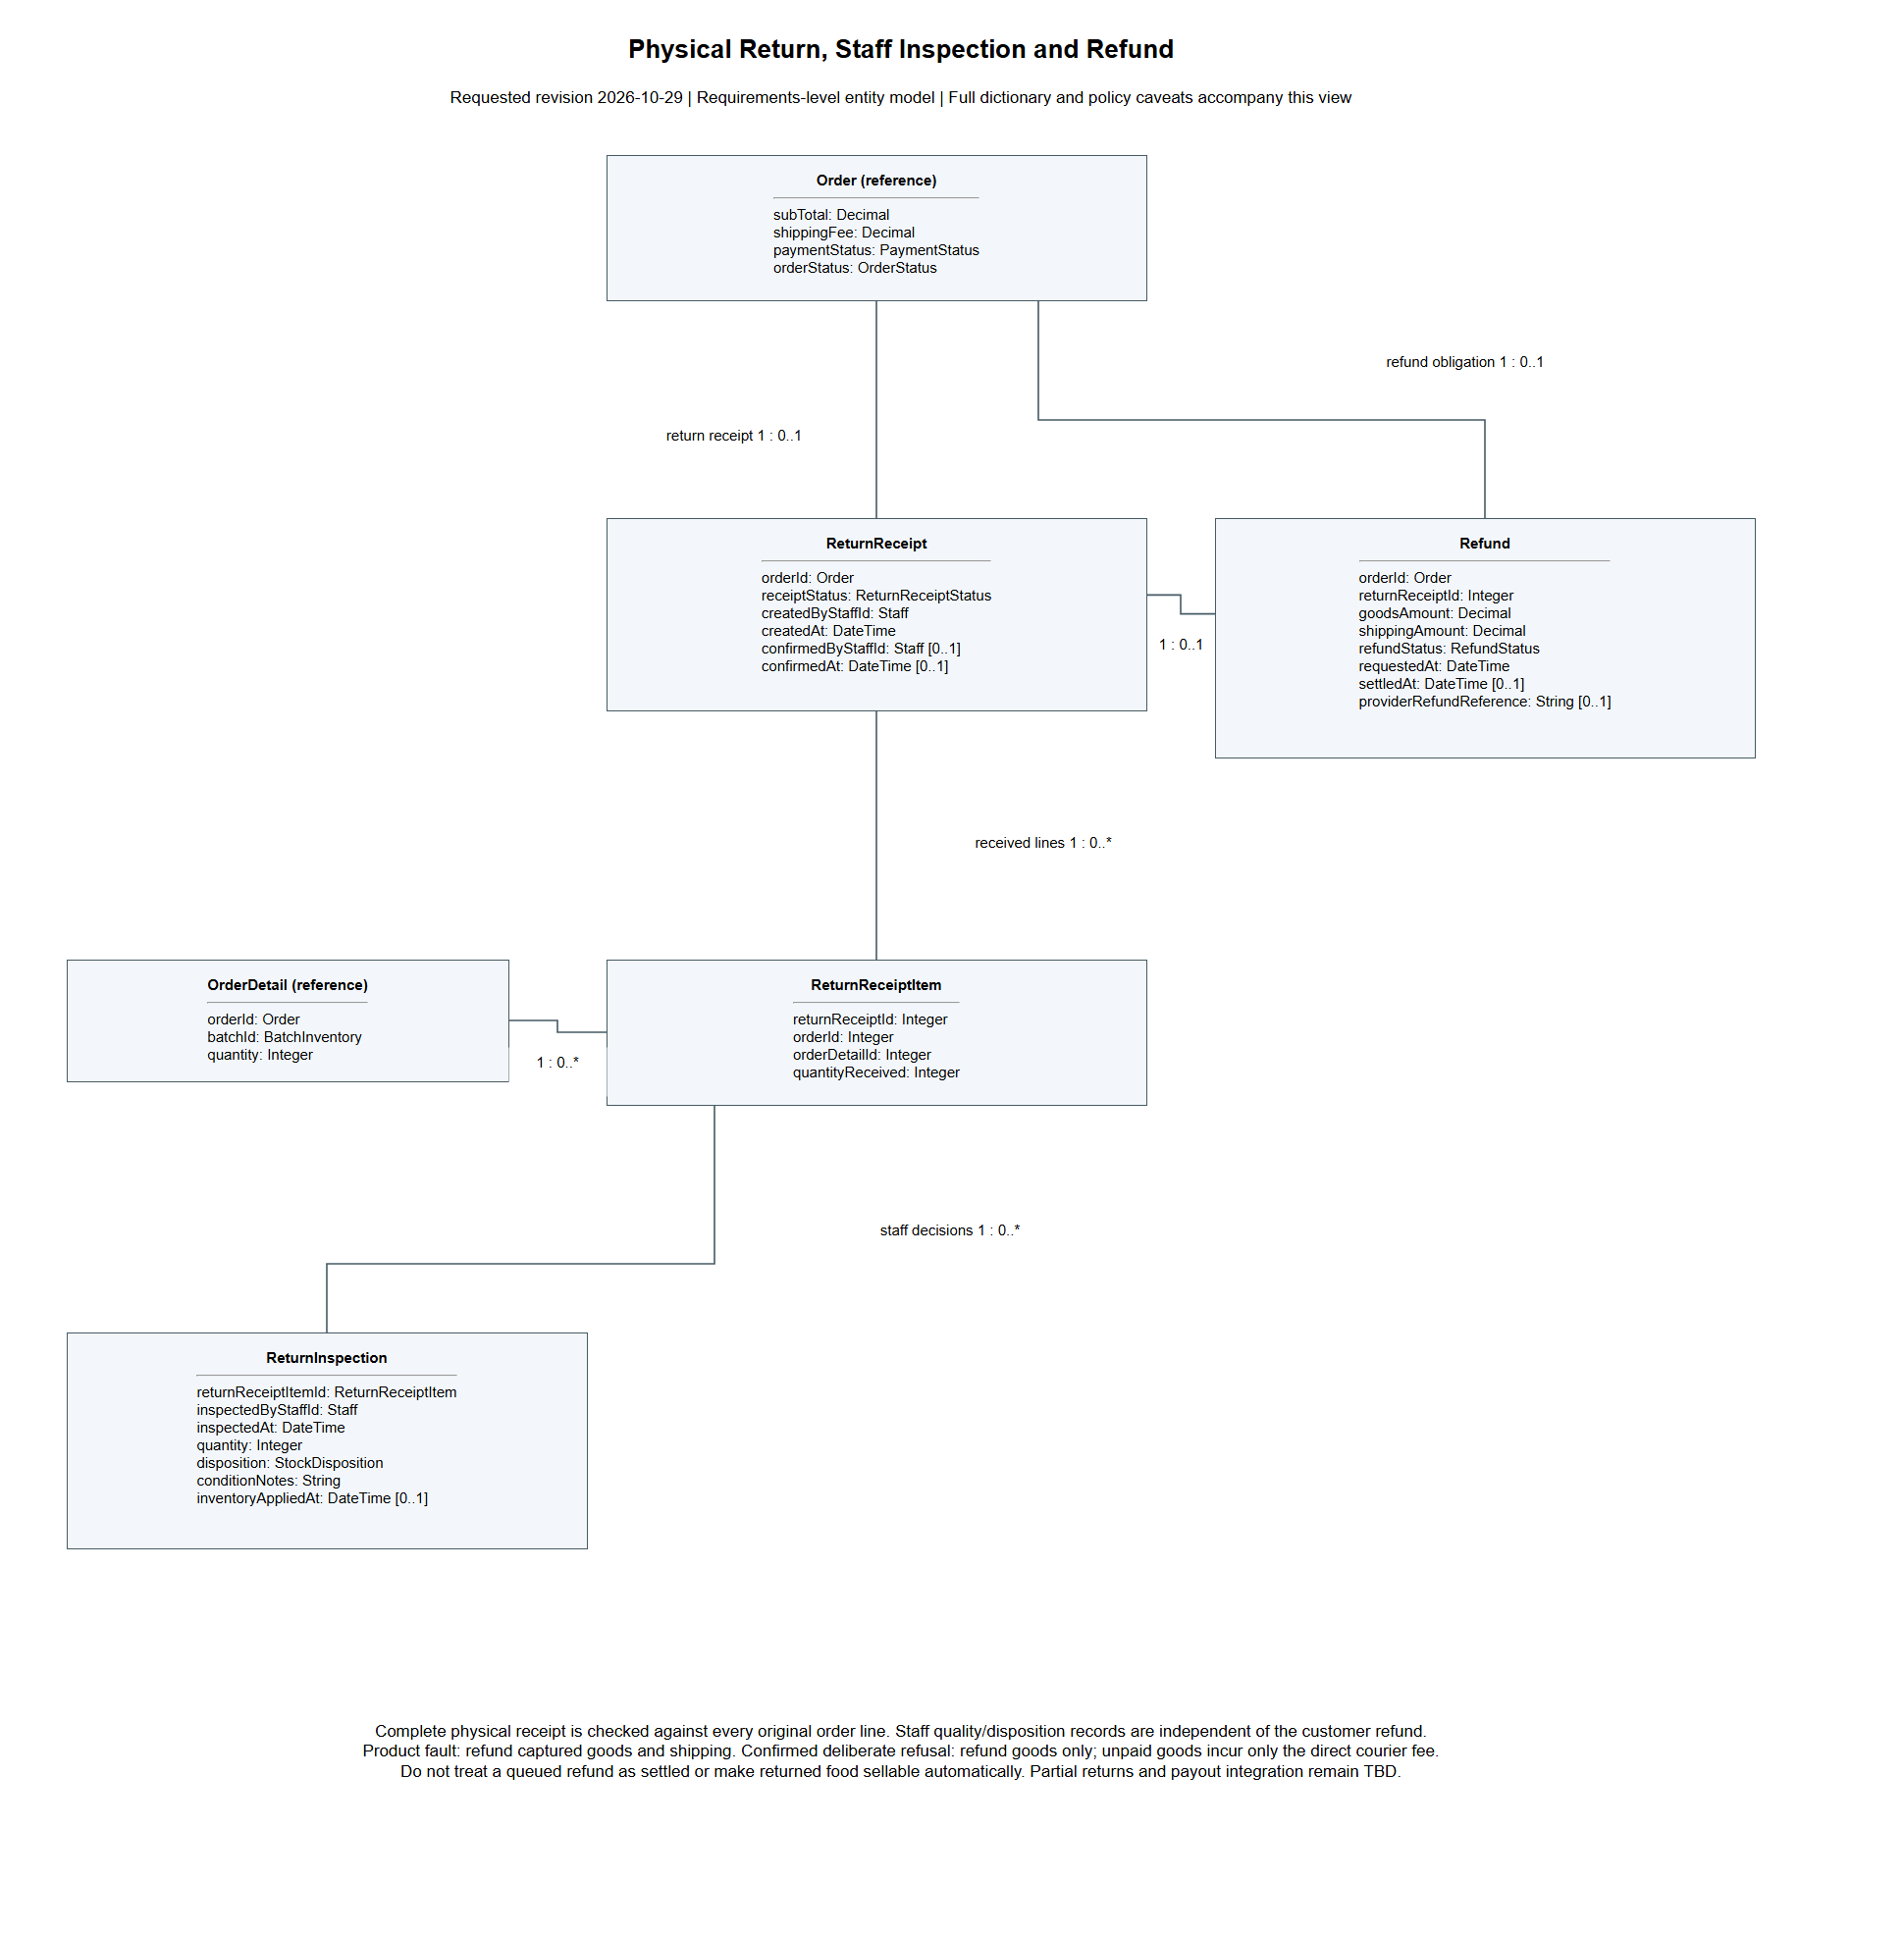 Physical Return, Staff Inspection and Refund
Requested revision 2026-10-29 | Requirements-level entity model | Full dictionary and policy caveats accompany this view
Order (reference)
subTotal: Decimal
shippingFee: Decimal
paymentStatus: PaymentStatus
orderStatus: OrderStatus
refund obligation 1 : 0..1
return receipt 1 : 0..1
ReturnReceipt
orderId: Order
receiptStatus: ReturnReceiptStatus
createdByStaffId: Staff
createdAt: DateTime
confirmedByStaffId: Staff [0..1]
confirmedAt: DateTime [0..1]
1 : 0..1
Refund
orderId: Order
returnReceiptId: Integer
goodsAmount: Decimal
shippingAmount: Decimal
refundStatus: RefundStatus
requestedAt: DateTime
settledAt: DateTime [0..1]
providerRefundReference: String [0..1]
received lines 1 : 0..*
OrderDetail (reference)
orderId: Order
batchId: BatchInventory
quantity: Integer
1 : 0..*
ReturnReceiptItem
returnReceiptId: Integer
orderId: Integer
orderDetailId: Integer
quantityReceived: Integer
staff decisions 1 : 0..*
ReturnInspection
returnReceiptItemId: ReturnReceiptItem
inspectedByStaffId: Staff
inspectedAt: DateTime
quantity: Integer
disposition: StockDisposition
conditionNotes: String
inventoryAppliedAt: DateTime [0..1]
Complete physical receipt is checked against every original order line. Staff quality/disposition records are independent of the customer refund.
Product fault: refund captured goods and shipping. Confirmed deliberate refusal: refund goods only; unpaid goods incur only the direct courier fee.
Do not treat a queued refund as settled or make returned food sellable automatically. Partial returns and payout integration remain TBD.